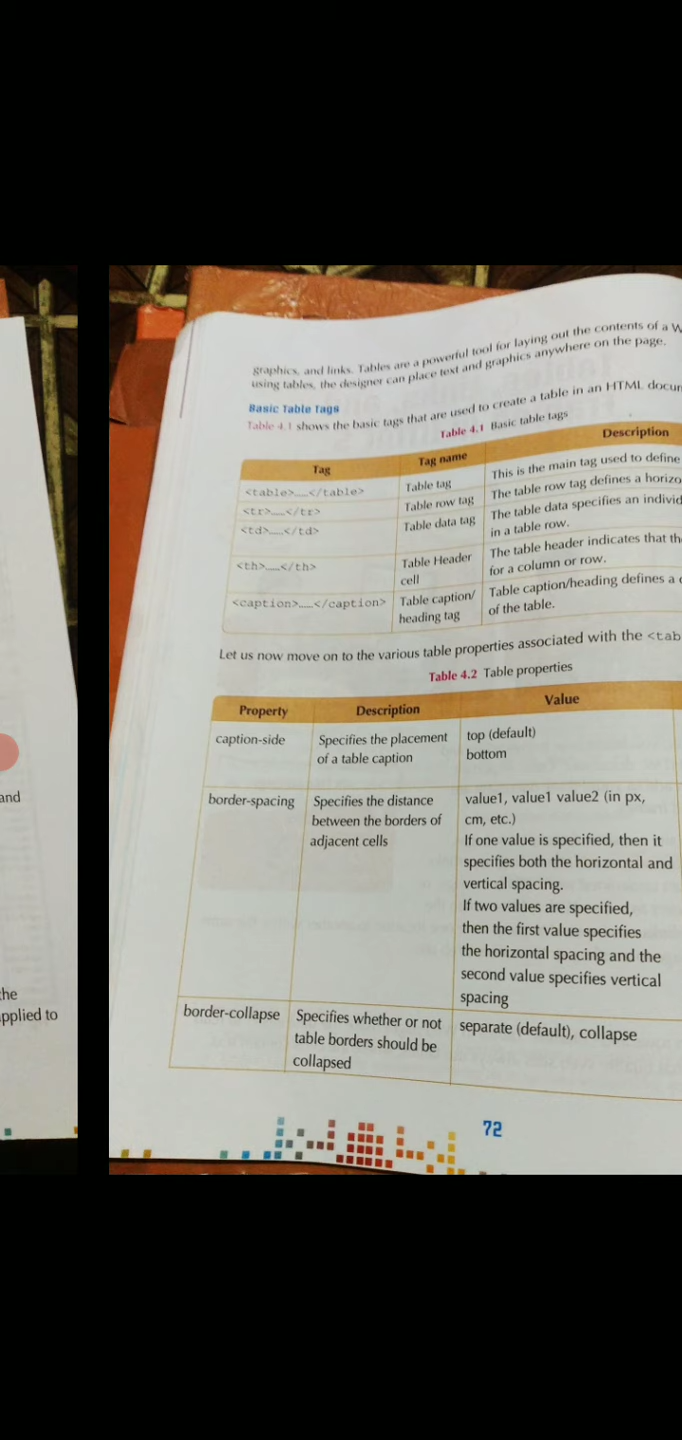 and
the
applied to
graphics, and links. Tables are a powerful tool for laying out the contents of a W
using tables, the designer can place text and graphics anywhere on the page.
Basic Table Tags
Table 4.1 shows the basic tags that are used to create a table in an HTML docu
Table 4.1 Basic table tags
Tag Tag name Description
<table>.....</table> Table tag This is the main tag used to define
<tr>.....</tr> Table row tag The table row tag defines a horizo
<td>.....</td> Table data tag The table data specifies an individ
in a table row.
<th>.....</th> Table Header The table header indicates that th
cell for a column or row.
<caption>.....</caption> Table caption/ Table caption/heading defines a
heading tag of the table.
Let us now move on to the various table properties associated with the <tab
Table 4.2 Table properties
Property Description Value
caption-side Specifies the placement top (default)
of a table caption bottom
border-spacing Specifies the distance value1, value1 value2 (in px,
between the borders of cm, etc.)
adjacent cells If one value is specified, then it
specifies both the horizontal and
vertical spacing.
If two values are specified,
then the first value specifies
the horizontal spacing and the
second value specifies vertical
spacing
border-collapse Specifies whether or not separate (default), collapse
table borders should be
collapsed
72